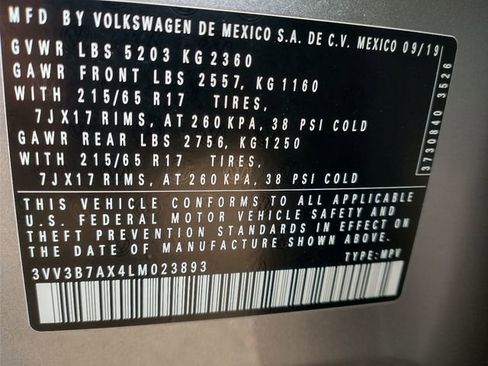 MFD BY VOLKSWAGEN DE MEXICO S.A. DE C.V. MEXICO 09/19
GVWR LBS 5203 KG 2360
GAWR FRONT LBS 2557, KG 1160
WITH 215/65 R17 TIRES,
7JX17 RIMS, AT 260 KPA, 38 PSI COLD
GAWR REAR LBS 2756, KG 1250
WITH 215/65 R17 TIRES,
7JX17 RIMS, AT 260 KPA, 38 PSI COLD
THIS VEHICLE CONFORMS TO ALL APPLICABLE
U.S. FEDERAL MOTOR VEHICLE SAFETY AND
THEFT PREVENTION STANDARDS IN EFFECT ON
THE DATE OF MANUFACTURE SHOWN ABOVE.
3VV3B7AX4LM023893 TYPE: MPV
3730840 3526